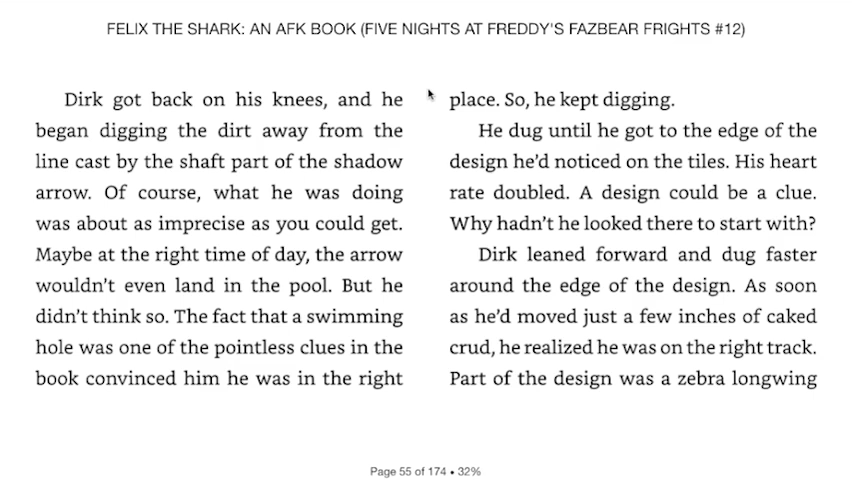 FELIX THE SHARK: AN AFK BOOK (FIVE NIGHTS AT FREDDY'S FAZBEAR FRIGHTS #12)
Dirk got back on his knees, and he
began digging the dirt away from the
line cast by the shaft part of the shadow
arrow. Of course, what he was doing
was about as imprecise as you could get.
Maybe at the right time of day, the arrow
wouldn’t even land in the pool. But he
didn’t think so. The fact that a swimming
hole was one of the pointless clues in the
book convinced him he was in the right
place. So, he kept digging.
He dug until he got to the edge of the
design he’d noticed on the tiles. His heart
rate doubled. A design could be a clue.
Why hadn’t he looked there to start with?
Dirk leaned forward and dug faster
around the edge of the design. As soon
as he’d moved just a few inches of caked
crud, he realized he was on the right track.
Part of the design was a zebra longwing
Page 55 of 174 • 32%